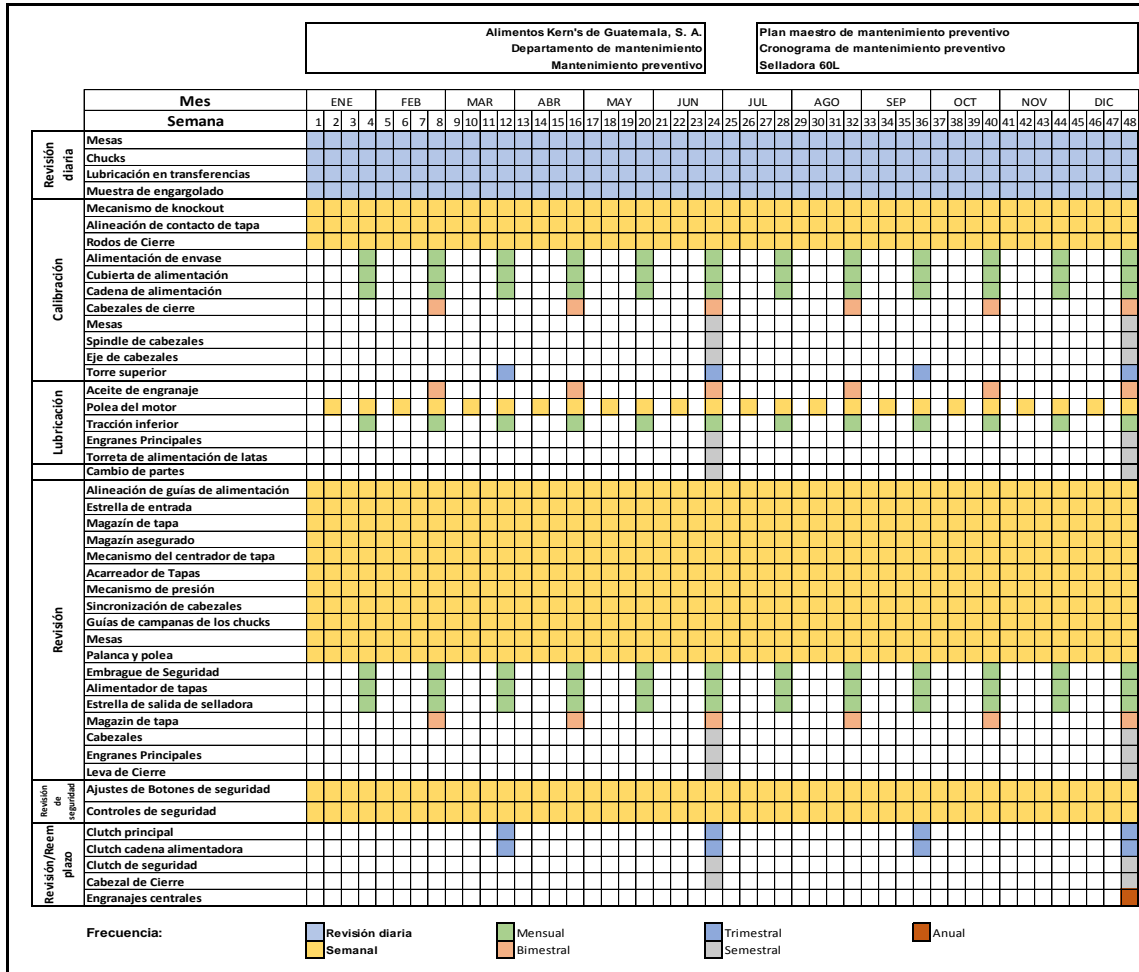 Alimentos Kern's de Guatemala, S. A.
Departamento de mantenimiento
Mantenimiento preventivo
Plan maestro de mantenimiento preventivo
Cronograma de mantenimiento preventivo
Selladora 60L
Mes ENE FEB MAR ABR MAY JUN JUL AGO SEP OCT NOV DIC
Semana 1 2 3 4 5 6 7 8 9 10 11 12 13 14 15 16 17 18 19 20 21 22 23 24 25 26 27 28 29 30 31 32 33 34 35 36 37 38 39 40 41 42 43 44 45 46 47 48
Revisión
diaria
Mesas
Chucks
Lubricación en transferencias
Muestra de engargolado
Calibración
Mecanismo de knockout
Alineación de contacto de tapa
Rodos de Cierre
Alimentación de envase
Cubierta de alimentación
Cadena de alimentación
Cabezales de cierre
Mesas
Spindle de cabezales
Eje de cabezales
Torre superior
Lubricación
Aceite de engranaje
Polea del motor
Tracción inferior
Engranes Principales
Torreta de alimentación de latas
Cambio de partes
Revisión
Alineación de guías de alimentación
Estrella de entrada
Magazín de tapa
Magazín asegurado
Mecanismo del centrador de tapa
Acarreador de Tapas
Mecanismo de presión
Sincronización de cabezales
Guías de campanas de los chucks
Mesas
Palanca y polea
Embrague de Seguridad
Alimentador de tapas
Estrella de salida de selladora
Magazin de tapa
Cabezales
Engranes Principales
Leva de Cierre
Revisión
de
seguridad
Ajustes de Botones de seguridad
Controles de seguridad
Revisión/Reem
plazo
Clutch principal
Clutch cadena alimentadora
Clutch de seguridad
Cabezal de Cierre
Engranajes centrales
Frecuencia: Revisión diaria Mensual Trimestral Anual
Semanal Bimestral Semestral